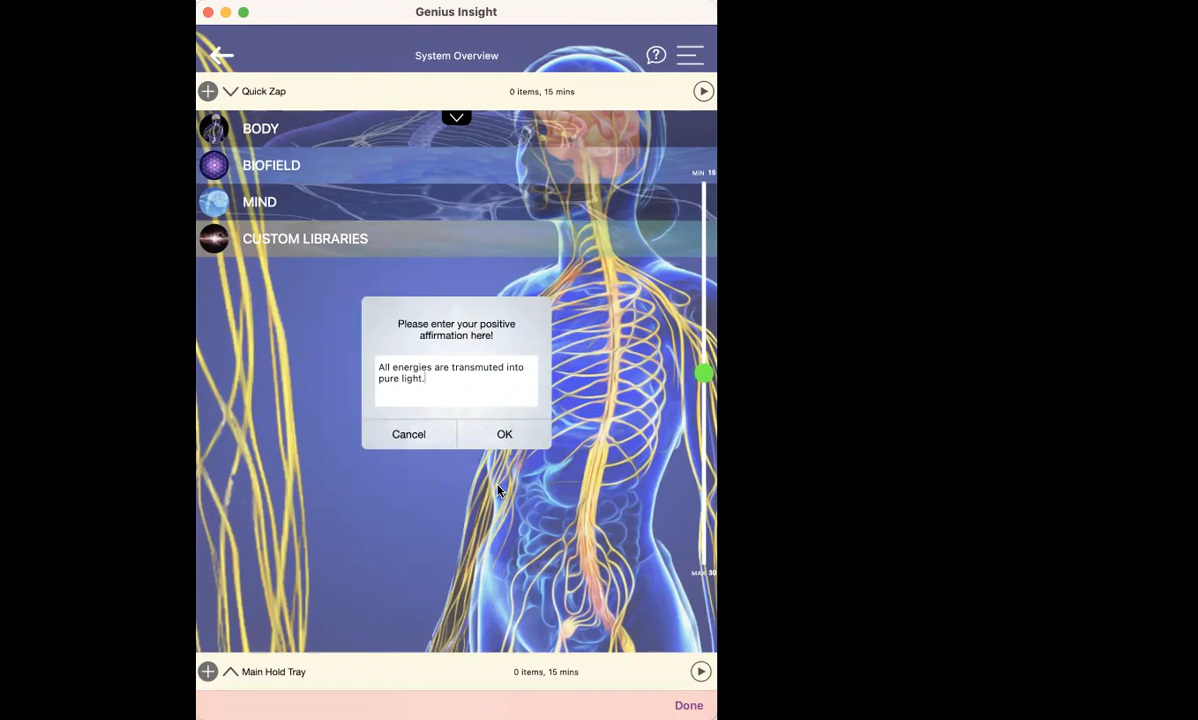 Genius Insight
System Overview
Quick Zap
0 items, 15 mins
BODY
BIOFIELD
MIN 15
MIND
CUSTOM LIBRARIES
Please enter your positive
affirmation here!
All energies are transmuted into
pure light.
Cancel
OK
MAX 30
Main Hold Tray
0 items, 15 mins
Done